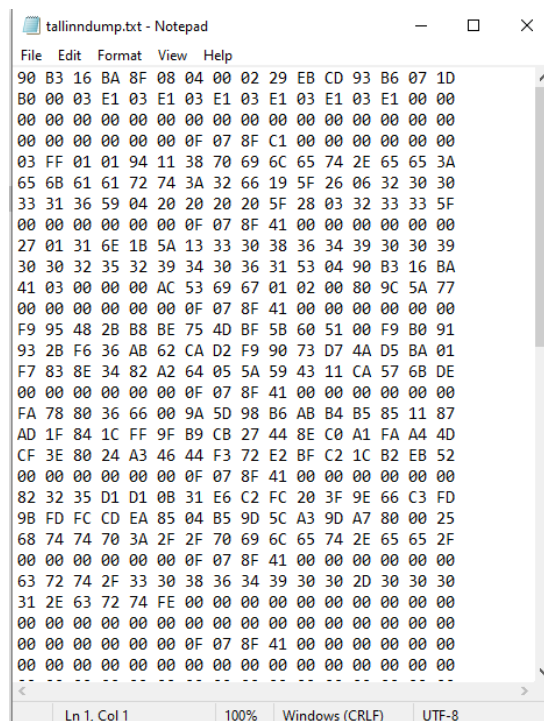 tallinndump.txt - Notepad
File Edit Format View Help
90 B3 16 BA 8F 08 04 00 02 29 EB CD 93 B6 07 1D
B0 00 03 E1 03 E1 03 E1 03 E1 03 E1 03 E1 00 00
00 00 00 00 00 00 00 00 00 00 00 00 00 00 00 00
00 00 00 00 00 00 0F 07 8F C1 00 00 00 00 00 00
03 FF 01 01 94 11 38 70 69 6C 65 74 2E 65 65 3A
65 6B 61 61 72 74 3A 32 66 19 5F 26 06 32 30 30
33 31 36 59 04 20 20 20 20 5F 28 03 32 33 33 5F
00 00 00 00 00 00 0F 07 8F 41 00 00 00 00 00 00
27 01 31 6E 1B 5A 13 33 30 38 36 34 39 30 30 39
30 30 32 35 32 39 34 30 36 31 53 04 90 B3 16 BA
41 03 00 00 00 AC 53 69 67 01 02 00 80 9C 5A 77
00 00 00 00 00 00 0F 07 8F 41 00 00 00 00 00 00
F9 95 48 2B B8 BE 75 4D BF 5B 60 51 00 F9 B0 91
93 2B F6 36 AB 62 CA D2 F9 90 73 D7 4A D5 BA 01
F7 83 8E 34 82 A2 64 05 5A 59 43 11 CA 57 6B DE
00 00 00 00 00 00 0F 07 8F 41 00 00 00 00 00 00
FA 78 80 36 66 00 9A 5D 98 B6 AB B4 B5 85 11 87
AD 1F 84 1C FF 9F B9 CB 27 44 8E C0 A1 FA A4 4D
CF 3E 80 24 A3 46 44 F3 72 E2 BF C2 1C B2 EB 52
00 00 00 00 00 00 0F 07 8F 41 00 00 00 00 00 00
82 32 35 D1 D1 0B 31 E6 C2 FC 20 3F 9E 66 C3 FD
9B FD FC CD EA 85 04 B5 9D 5C A3 9D A7 80 00 25
68 74 74 70 3A 2F 2F 70 69 6C 65 74 2E 65 65 2F
00 00 00 00 00 00 0F 07 8F 41 00 00 00 00 00 00
63 72 74 2F 33 30 38 36 34 39 30 30 2D 30 30 30
31 2E 63 72 74 FE 00 00 00 00 00 00 00 00 00 00
00 00 00 00 00 00 00 00 00 00 00 00 00 00 00 00
00 00 00 00 00 00 0F 07 8F 41 00 00 00 00 00 00
00 00 00 00 00 00 00 00 00 00 00 00 00 00 00 00
Ln 1, Col 1 100% Windows (CRLF) UTF-8